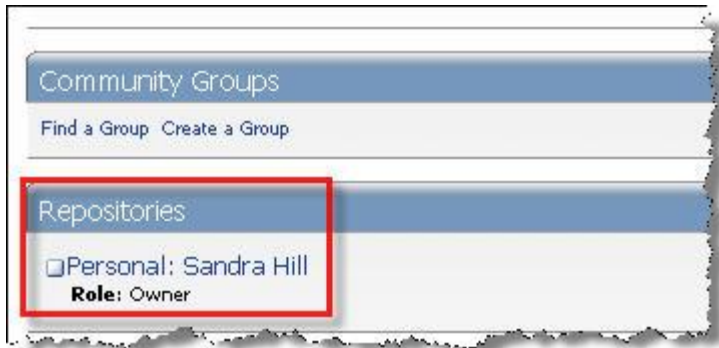 Community Groups
Find a Group Create a Group
Repositories
Personal: Sandra Hill
Role: Owner